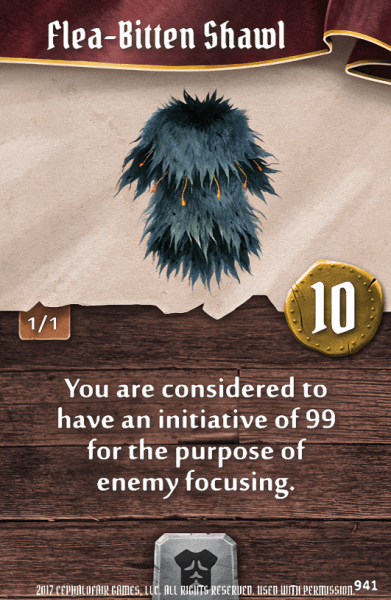 Flea-Bitten Shawl
1/1
10
You are considered to
have an initiative of 99
for the purpose of
enemy focusing.
2017 CEPHALOFAIR GAMES, LLC. ALL RIGHTS RESERVED. USED WITH PERMISSION.
941